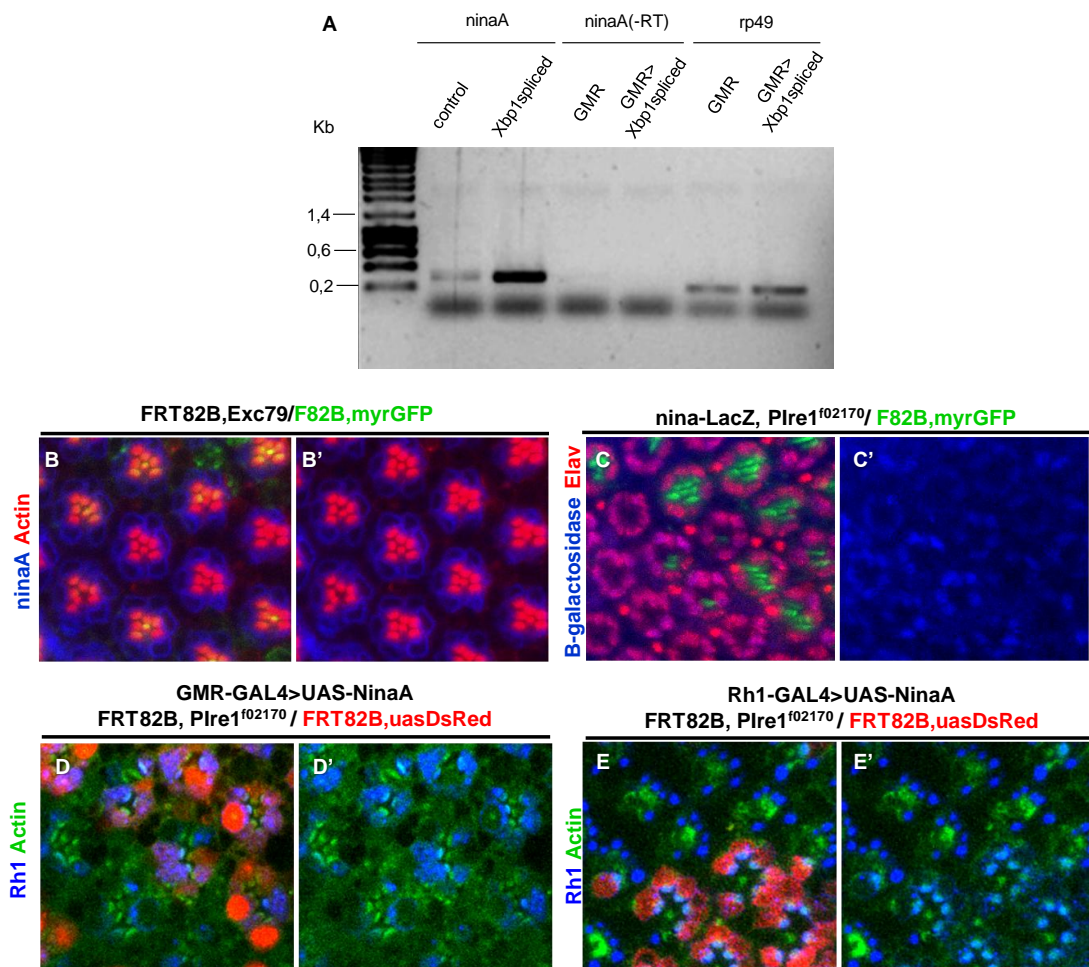 A
ninaA
ninaA(-RT)
rp49
control
Xbp1spliced
GMR
GMR>
Xbp1spliced
GMR
GMR>
Xbp1spliced
Kb
1,4
0,6
0,2
FRT82B,Exc79/F82B,myrGFP
B
B'
ninaA Actin
nina-LacZ, PIre1f02170/ F82B,myrGFP
C
C'
B-galactosidase Elav
GMR-GAL4>UAS-NinaA
FRT82B, PIre1f02170 / FRT82B,uasDsRed
D
D'
Rh1 Actin
Rh1-GAL4>UAS-NinaA
FRT82B, PIre1f02170 / FRT82B,uasDsRed
E
E'
Rh1 Actin